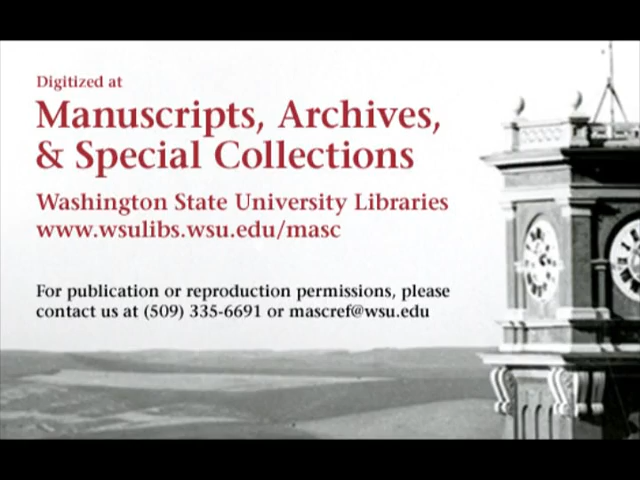 Digitized at
Manuscripts, Archives,
& Special Collections
Washington State University Libraries
www.wsulibs.wsu.edu/masc
For publication or reproduction permissions, please
contact us at (509) 335-6691 or mascref@wsu.edu